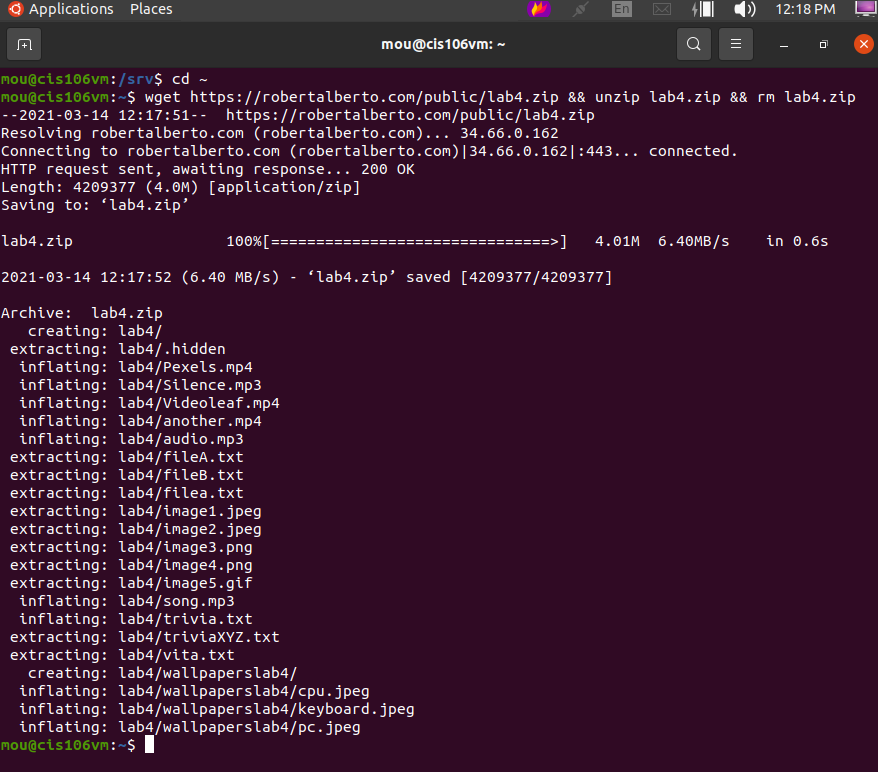 Applications Places En 12:18 PM
mou@cis106vm: ~
mou@cis106vm:/srv$ cd ~
mou@cis106vm:~$ wget https://robertalberto.com/public/lab4.zip && unzip lab4.zip && rm lab4.zip
--2021-03-14 12:17:51--  https://robertalberto.com/public/lab4.zip
Resolving robertalberto.com (robertalberto.com)... 34.66.0.162
Connecting to robertalberto.com (robertalberto.com)|34.66.0.162|:443... connected.
HTTP request sent, awaiting response... 200 OK
Length: 4209377 (4.0M) [application/zip]
Saving to: ‘lab4.zip’
lab4.zip                 100%[===============================>]   4.01M  6.40MB/s    in 0.6s
2021-03-14 12:17:52 (6.40 MB/s) - ‘lab4.zip’ saved [4209377/4209377]
Archive:  lab4.zip
   creating: lab4/
 extracting: lab4/.hidden
  inflating: lab4/Pexels.mp4
  inflating: lab4/Silence.mp3
  inflating: lab4/Videoleaf.mp4
  inflating: lab4/another.mp4
  inflating: lab4/audio.mp3
 extracting: lab4/fileA.txt
 extracting: lab4/fileB.txt
 extracting: lab4/filea.txt
 extracting: lab4/image1.jpeg
 extracting: lab4/image2.jpeg
 extracting: lab4/image3.png
 extracting: lab4/image4.png
 extracting: lab4/image5.gif
  inflating: lab4/song.mp3
  inflating: lab4/trivia.txt
 extracting: lab4/triviaXYZ.txt
 extracting: lab4/vita.txt
   creating: lab4/wallpaperslab4/
  inflating: lab4/wallpaperslab4/cpu.jpeg
  inflating: lab4/wallpaperslab4/keyboard.jpeg
  inflating: lab4/wallpaperslab4/pc.jpeg
mou@cis106vm:~$